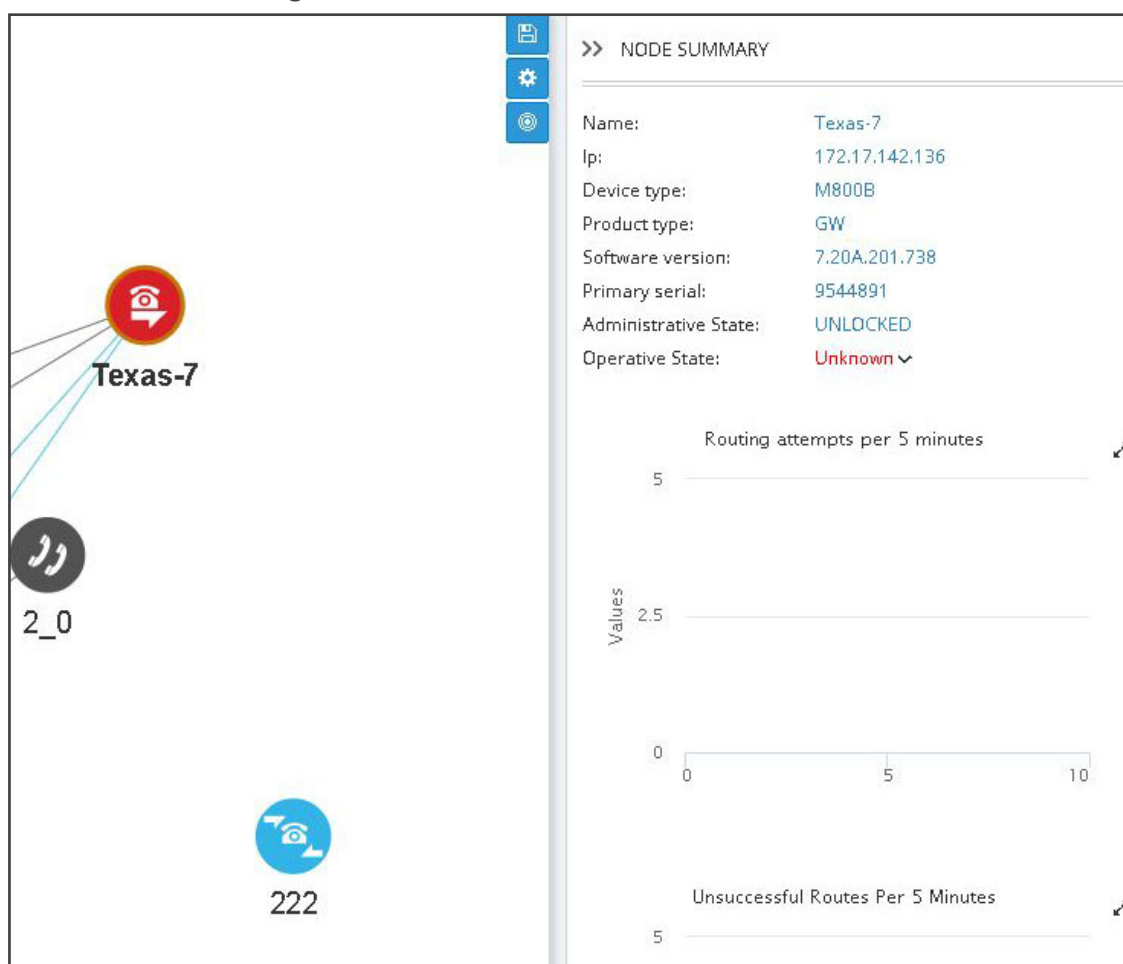 Texas-7
2_0
222
NODE SUMMARY
Name: Texas-7
Ip: 172.17.142.136
Device type: M800B
Product type: GW
Software version: 7.20A.201.738
Primary serial: 9544891
Administrative State: UNLOCKED
Operative State: Unknown
Routing attempts per 5 minutes
5
Values
2.5
0
0 5 10
Unsuccessful Routes Per 5 Minutes
5